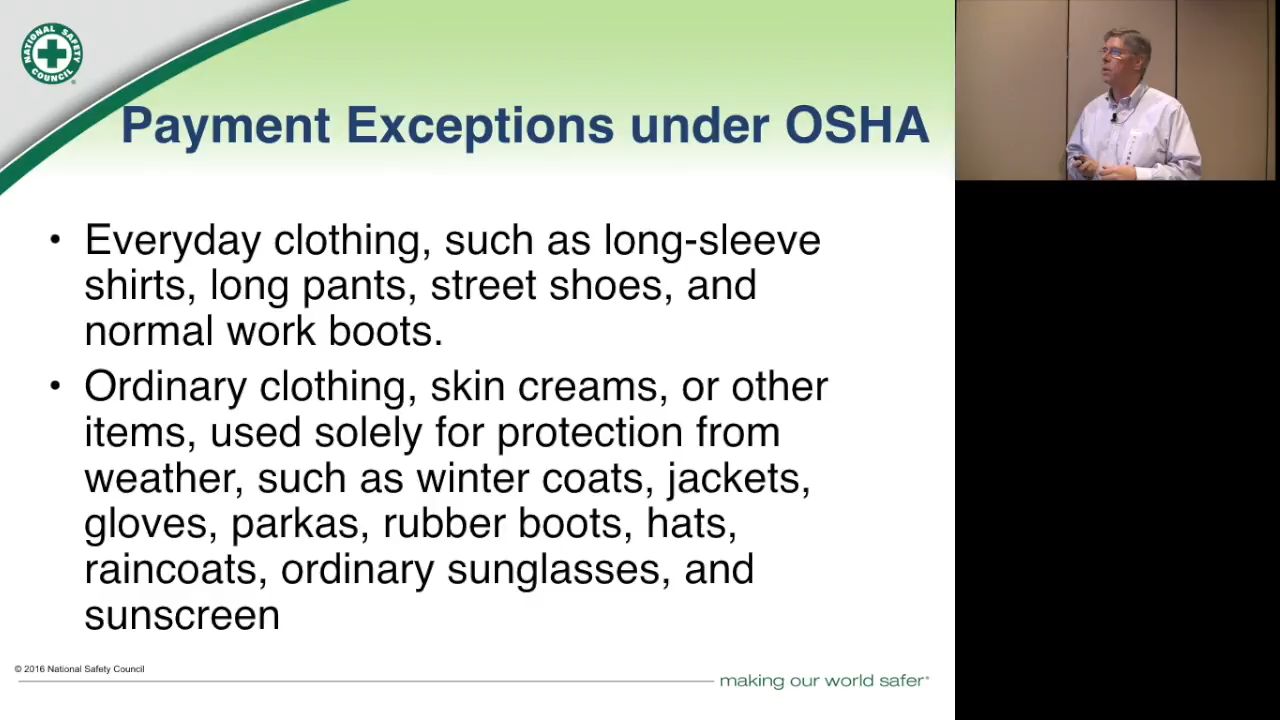 NATIONAL SAFETY
COUNCIL
Payment Exceptions under OSHA
• Everyday clothing, such as long-sleeve
shirts, long pants, street shoes, and
normal work boots.
• Ordinary clothing, skin creams, or other
items, used solely for protection from
weather, such as winter coats, jackets,
gloves, parkas, rubber boots, hats,
raincoats, ordinary sunglasses, and
sunscreen
© 2016 National Safety Council
making our world safer®